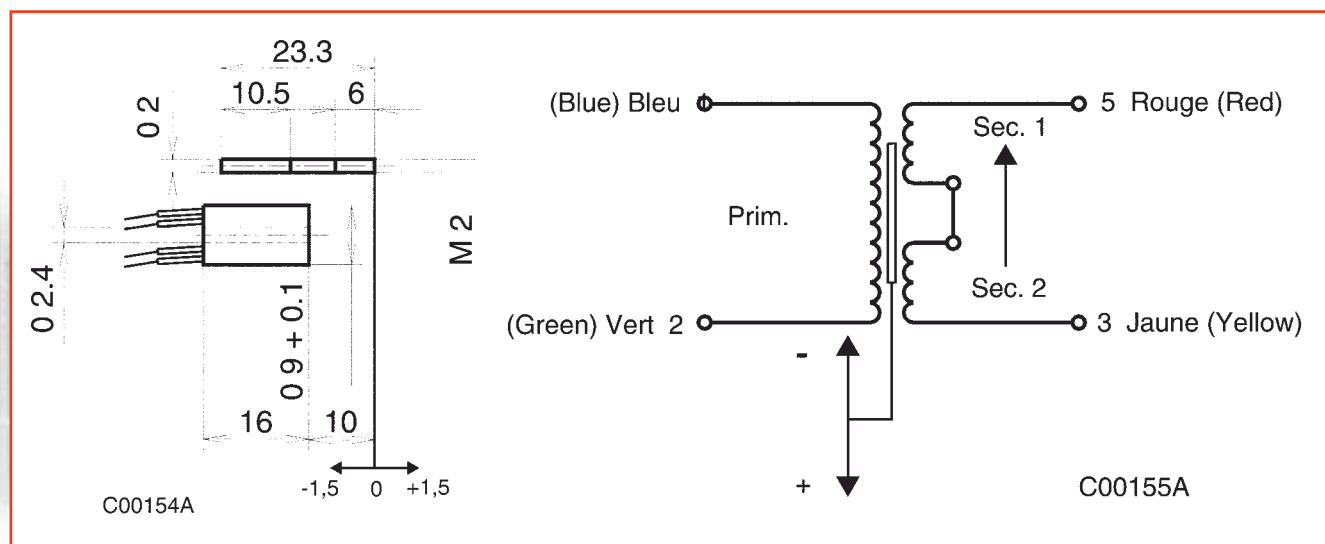 23.3
10.5
6
0 2
0 2.4
0 9 + 0.1
M 2
16
10
-1,5 0 +1,5
C00154A
(Blue) Bleu
5 Rouge (Red)
Sec. 1
Prim.
Sec. 2
(Green) Vert 2
3 Jaune (Yellow)
-
+
C00155A